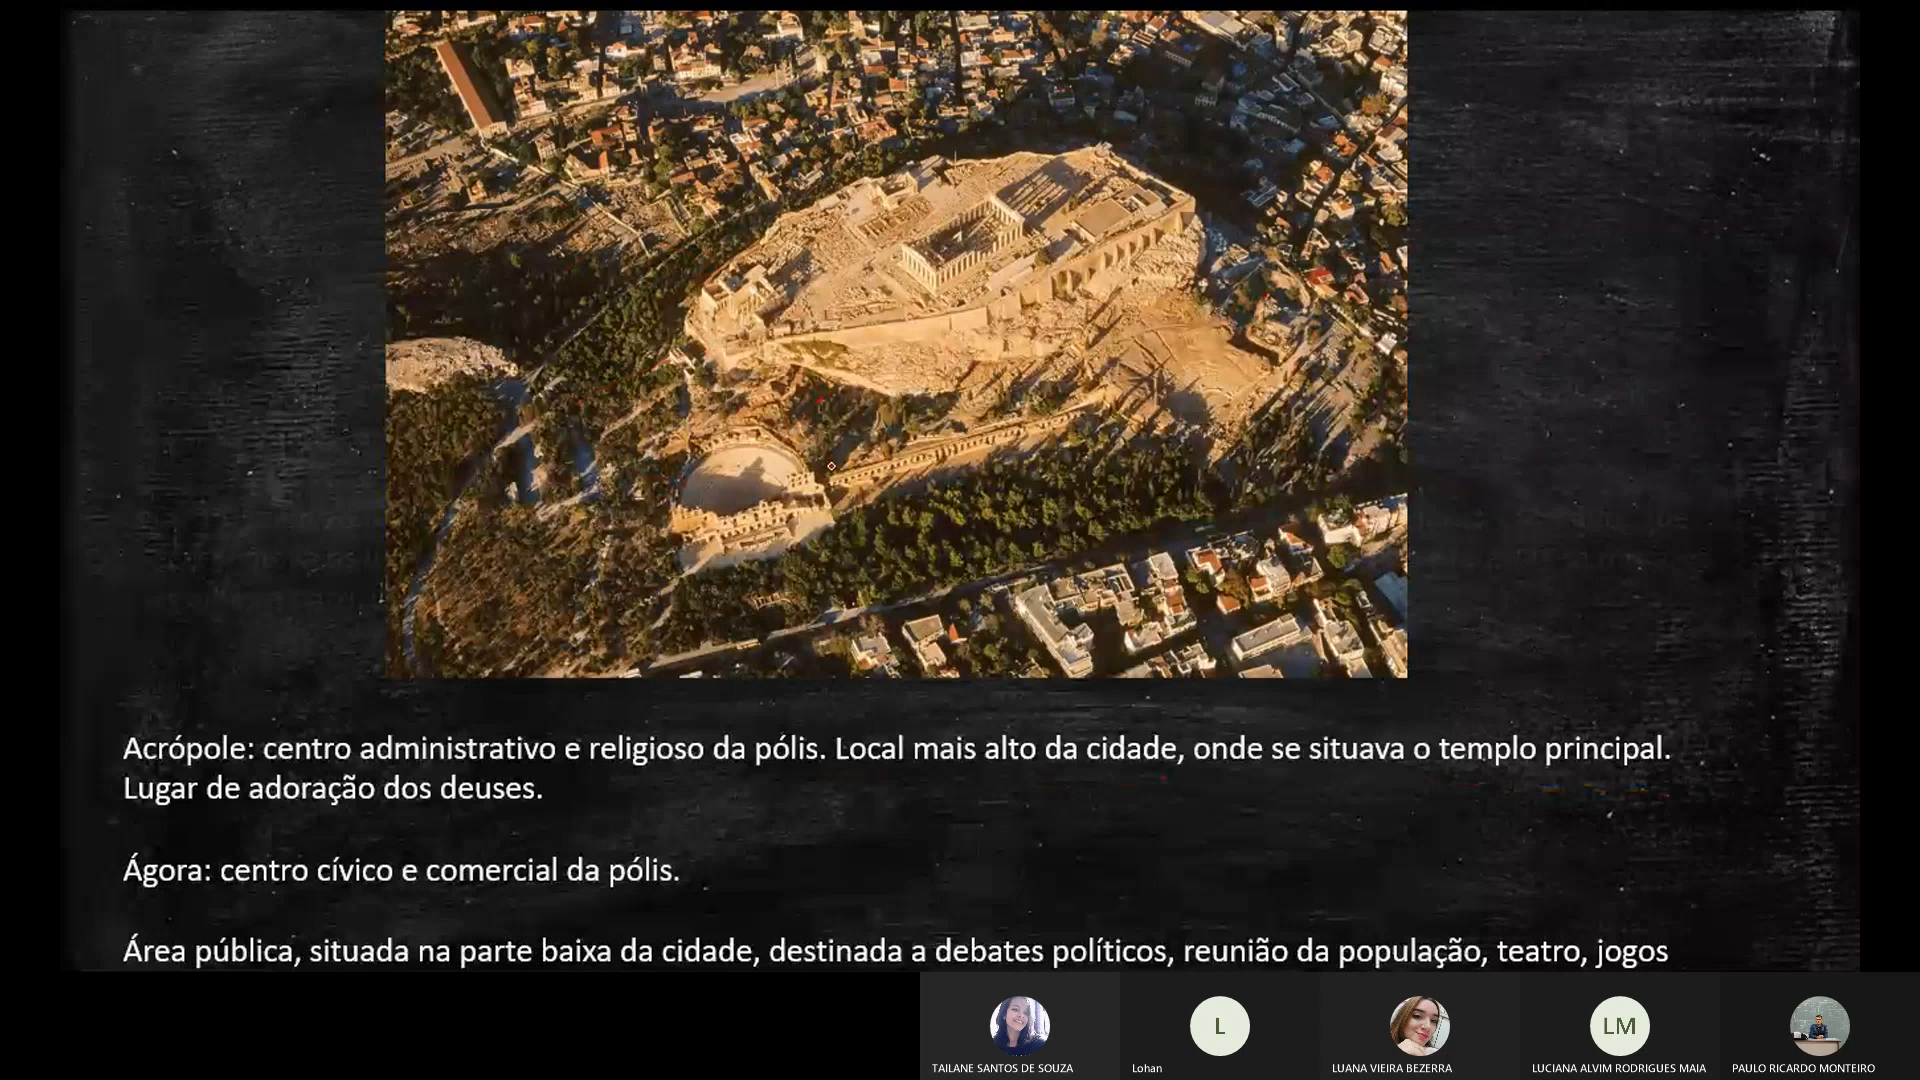 Acrópole: centro administrativo e religioso da pólis. Local mais alto da cidade, onde se situava o templo principal.
Lugar de adoração dos deuses.
Ágora: centro cívico e comercial da pólis.
Área pública, situada na parte baixa da cidade, destinada a debates políticos, reunião da população, teatro, jogos
L
LM
TAILANE SANTOS DE SOUZA
Lohan
LUANA VIEIRA BEZERRA
LUCIANA ALVIM RODRIGUES MAIA
PAULO RICARDO MONTEIRO